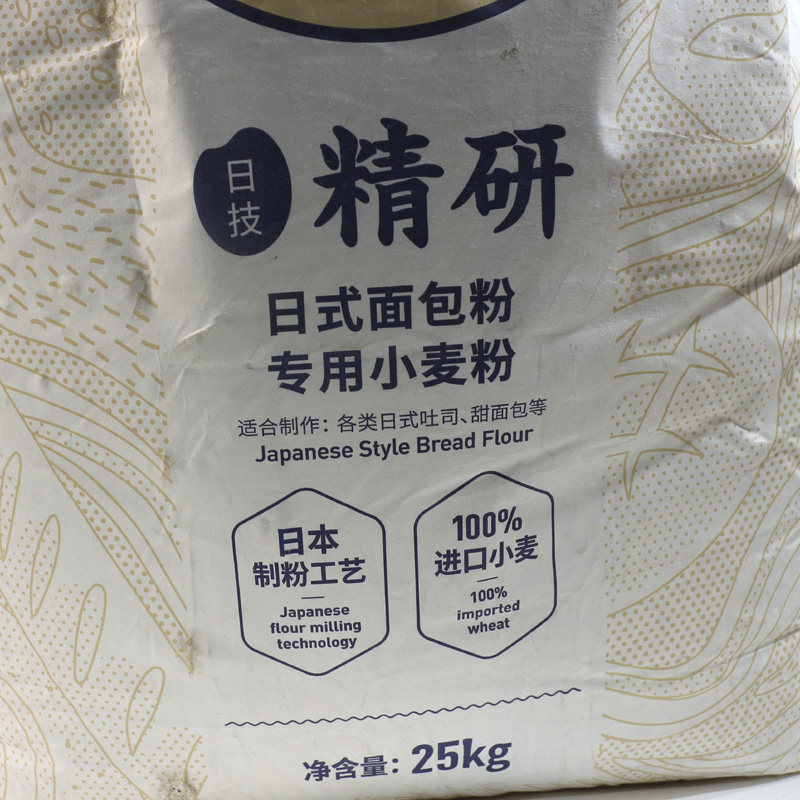 日技
精研
日式面包粉
专用小麦粉
适合制作：各类日式吐司、甜面包等
Japanese Style Bread Flour
日本
制粉工艺
Japanese
flour milling
technology
100%
进口小麦
100%
imported
wheat
净含量：25kg